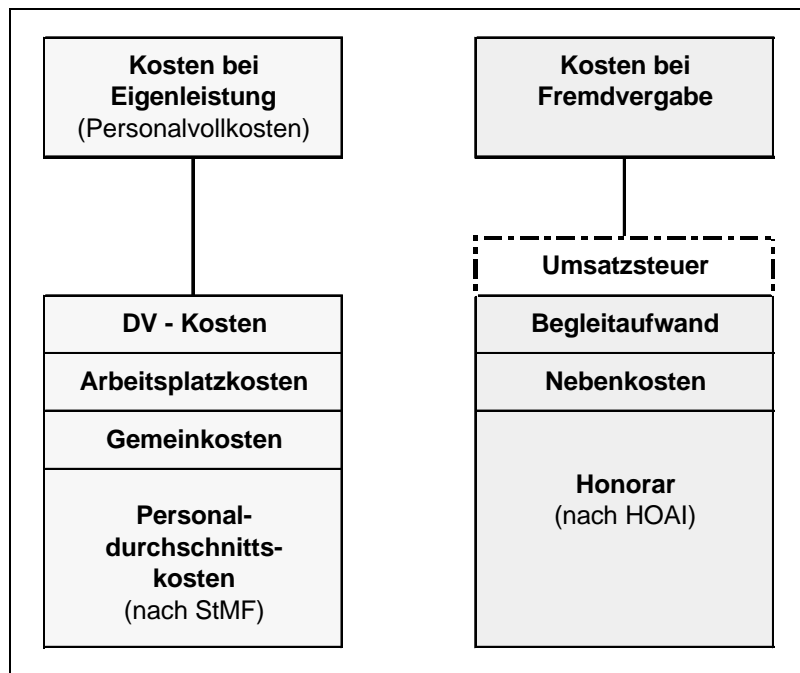 Kosten bei
Eigenleistung
(Personalvollkosten)
DV - Kosten
Arbeitsplatzkosten
Gemeinkosten
Personal-
durchschnitts-
kosten
(nach StMF)
Kosten bei
Fremdvergabe
Umsatzsteuer
Begleitaufwand
Nebenkosten
Honorar
(nach HOAI)